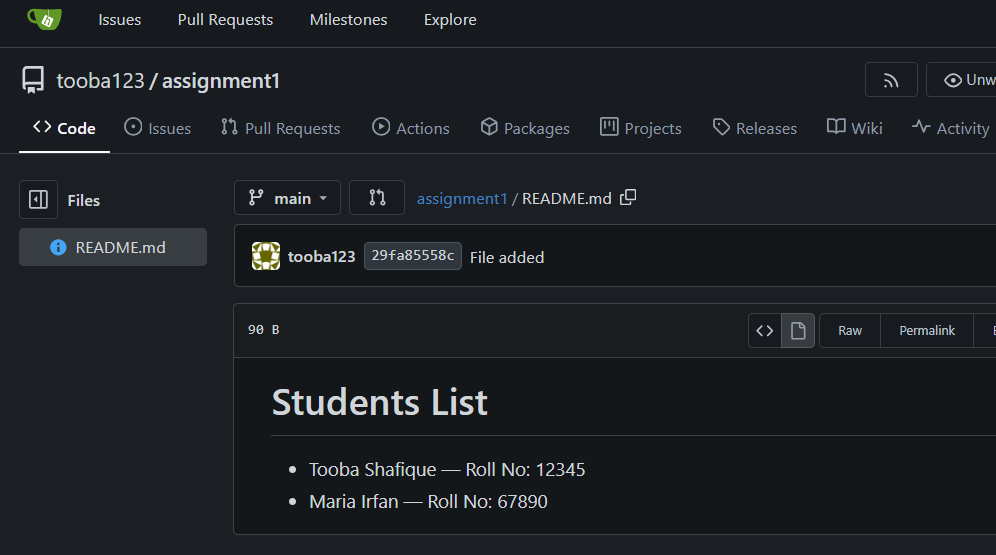 Issues Pull Requests Milestones Explore
tooba123 / assignment1
Unw
Code Issues Pull Requests Actions Packages Projects Releases Wiki Activity
Files
main
assignment1 / README.md
README.md
tooba123 29fa85558c File added
90 B
Raw Permalink
Students List
• Tooba Shafique — Roll No: 12345
• Maria Irfan — Roll No: 67890